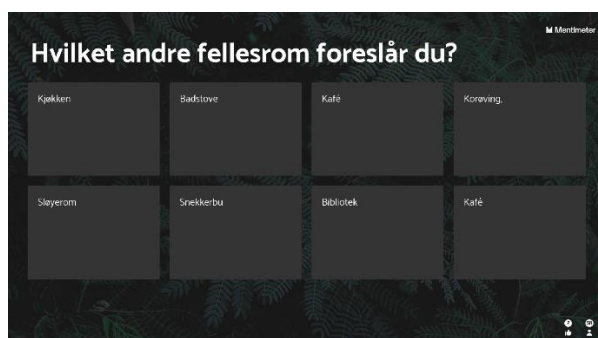 Mentimeter
Hvilket andre fellesrom foreslår du?
Kjøkken
Badstove
Kafé
Korøving,
Sløyerom
Snekkerbu
Bibliotek
Kafé